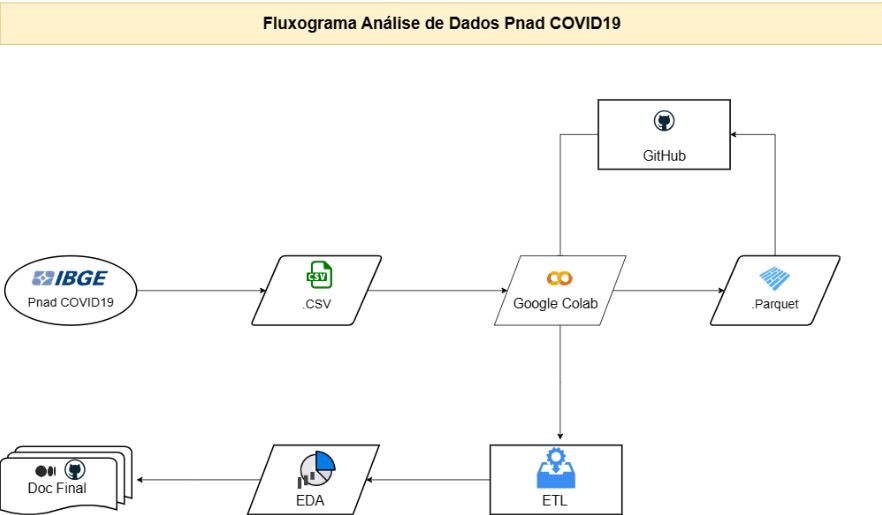 Fluxograma Análise de Dados Pnad COVID19
GitHub
IBGE
Pnad COVID19
CSV
.CSV
Google Colab
.Parquet
Doc Final
EDA
ETL